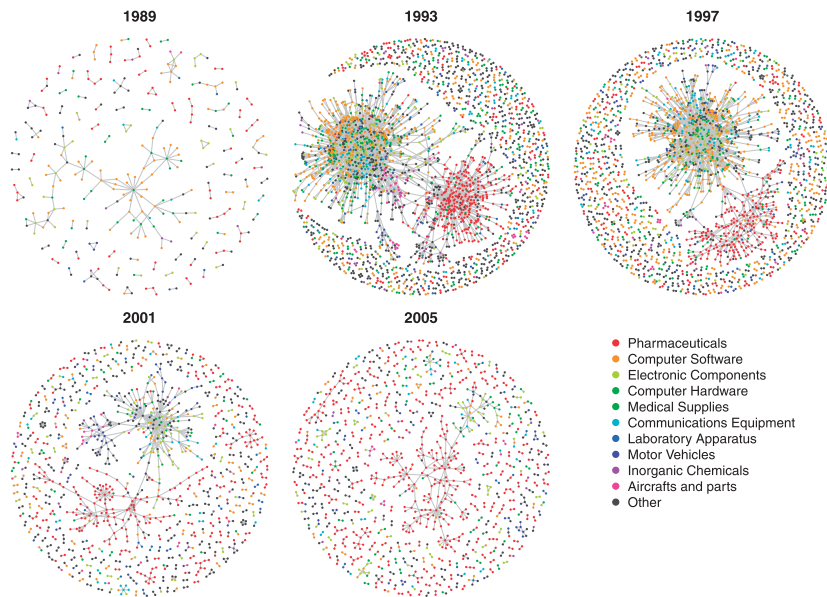 1989
1993
1997
2001
2005
Pharmaceuticals
Computer Software
Electronic Components
Computer Hardware
Medical Supplies
Communications Equipment
Laboratory Apparatus
Motor Vehicles
Inorganic Chemicals
Aircrafts and parts
Other